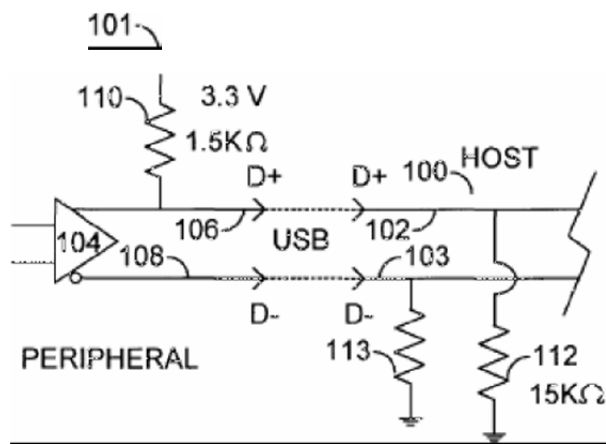 101
110
3.3 V
1.5KΩ
HOST
D+ D+ 100
104 106 USB 102
108 103
D- D-
PERIPHERAL
113 112
15KΩ